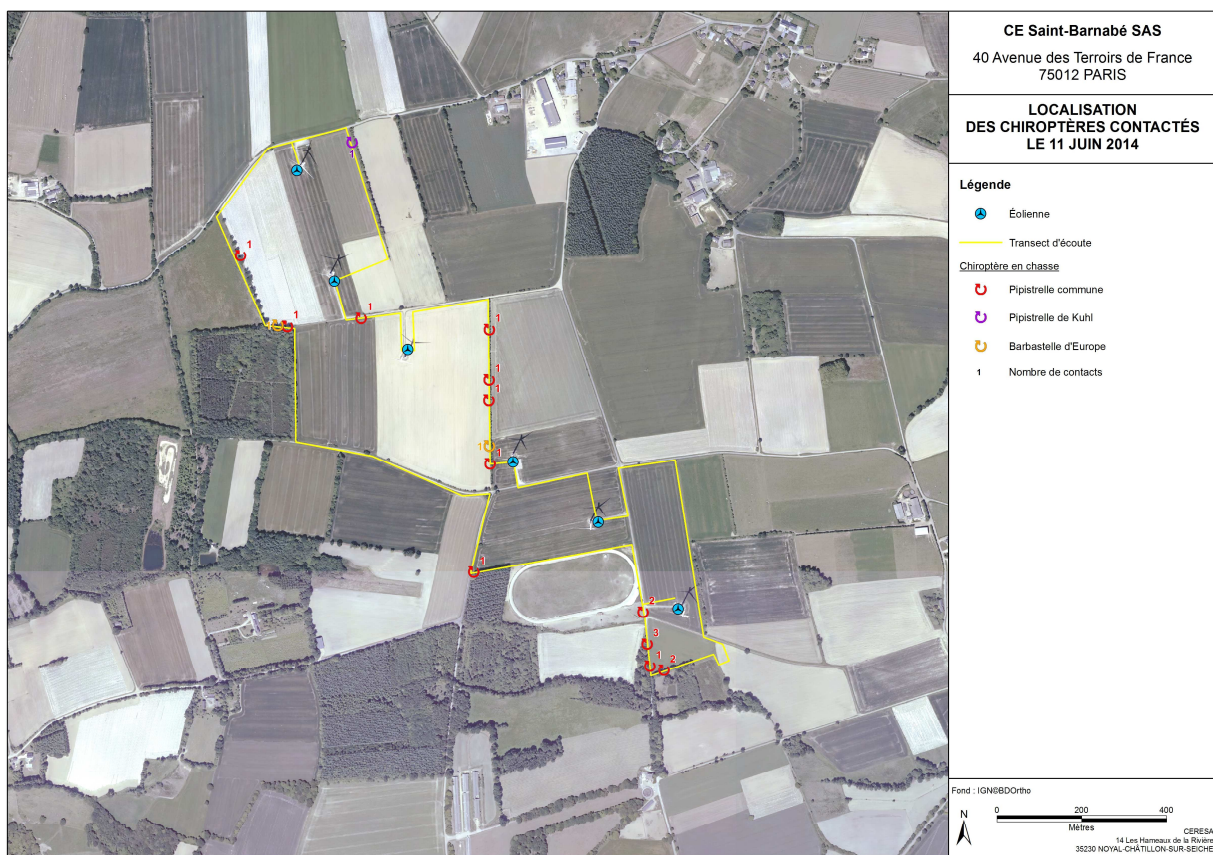 CE Saint-Barnabé SAS
40 Avenue des Terroirs de France
75012 PARIS
LOCALISATION
DES CHIROPTÈRES CONTACTÉS
LE 11 JUIN 2014
Légende
Éolienne
Transect d'écoute
Chiroptère en chasse
Pipistrelle commune
Pipistrelle de Kuhl
Barbastelle d'Europe
1 Nombre de contacts
1
1
1
1
1
1
1
1
1
1
1
2
3
1
2
Fond : IGN©BDOrtho
N
0 200 400
Mètres
CERESA
14 Les Hameaux de la Rivière
35230 NOYAL-CHÂTILLON-SUR-SEICHE